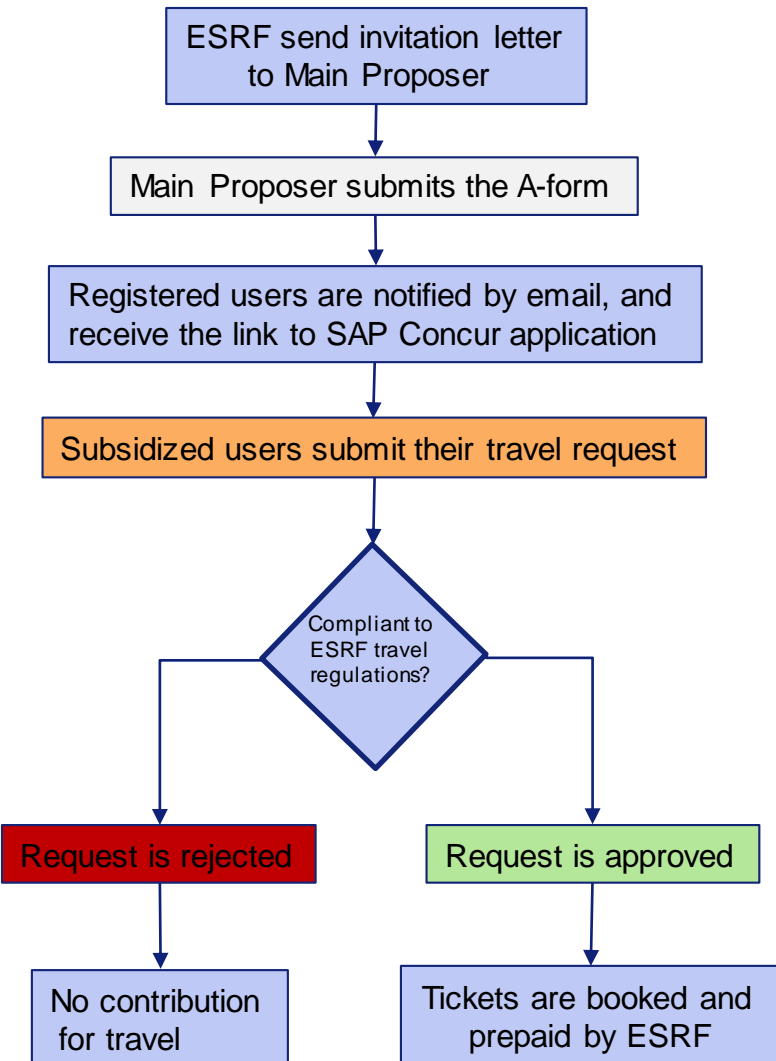 ESRF send invitation letter
to Main Proposer
Main Proposer submits the A-form
Registered users are notified by email, and
receive the link to SAP Concur application
Subsidized users submit their travel request
Compliant to
ESRF travel
regulations?
Request is rejected
Request is approved
No contribution
for travel
Tickets are booked and
prepaid by ESRF